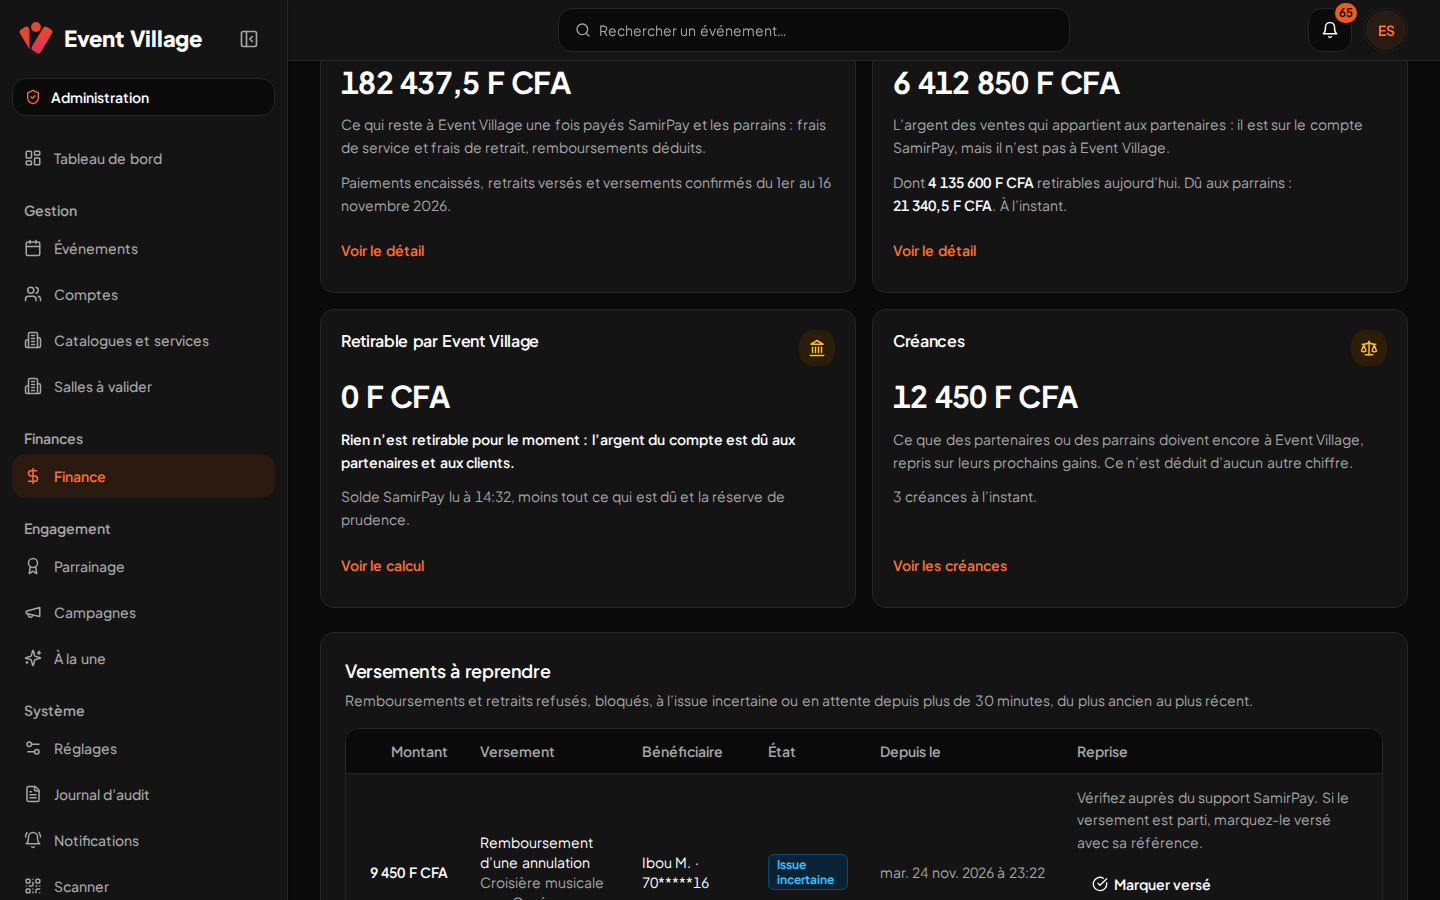 Event Village
Rechercher un événement…
65
ES
Administration
Tableau de bord
Gestion
Événements
Comptes
Catalogues et services
Salles à valider
Finances
Finance
Engagement
Parrainage
Campagnes
À la une
Système
Réglages
Journal d’audit
Notifications
Scanner
182 437,5 F CFA
Ce qui reste à Event Village une fois payés SamirPay et les parrains : frais
de service et frais de retrait, remboursements déduits.
Paiements encaissés, retraits versés et versements confirmés du 1er au 16
novembre 2026.
Voir le détail
6 412 850 F CFA
L’argent des ventes qui appartient aux partenaires : il est sur le compte
SamirPay, mais il n’est pas à Event Village.
Dont 4 135 600 F CFA retirables aujourd’hui. Dû aux parrains :
21 340,5 F CFA. À l’instant.
Voir le détail
Retirable par Event Village
0 F CFA
Rien n’est retirable pour le moment : l’argent du compte est dû aux
partenaires et aux clients.
Solde SamirPay lu à 14:32, moins tout ce qui est dû et la réserve de
prudence.
Voir le calcul
Créances
12 450 F CFA
Ce que des partenaires ou des parrains doivent encore à Event Village,
repris sur leurs prochains gains. Ce n’est déduit d’aucun autre chiffre.
3 créances à l’instant.
Voir les créances
Versements à reprendre
Remboursements et retraits refusés, bloqués, à l’issue incertaine ou en attente depuis plus de 30 minutes, du plus ancien au plus récent.
Montant Versement Bénéficiaire État Depuis le Reprise
9 450 F CFA
Remboursement
d’une annulation
Croisière musicale
Ibou M. ·
70*****16
Issue
incertaine
mar. 24 nov. 2026 à 23:22
Vérifiez auprès du support SamirPay. Si le
versement est parti, marquez-le versé
avec sa référence.
Marquer versé